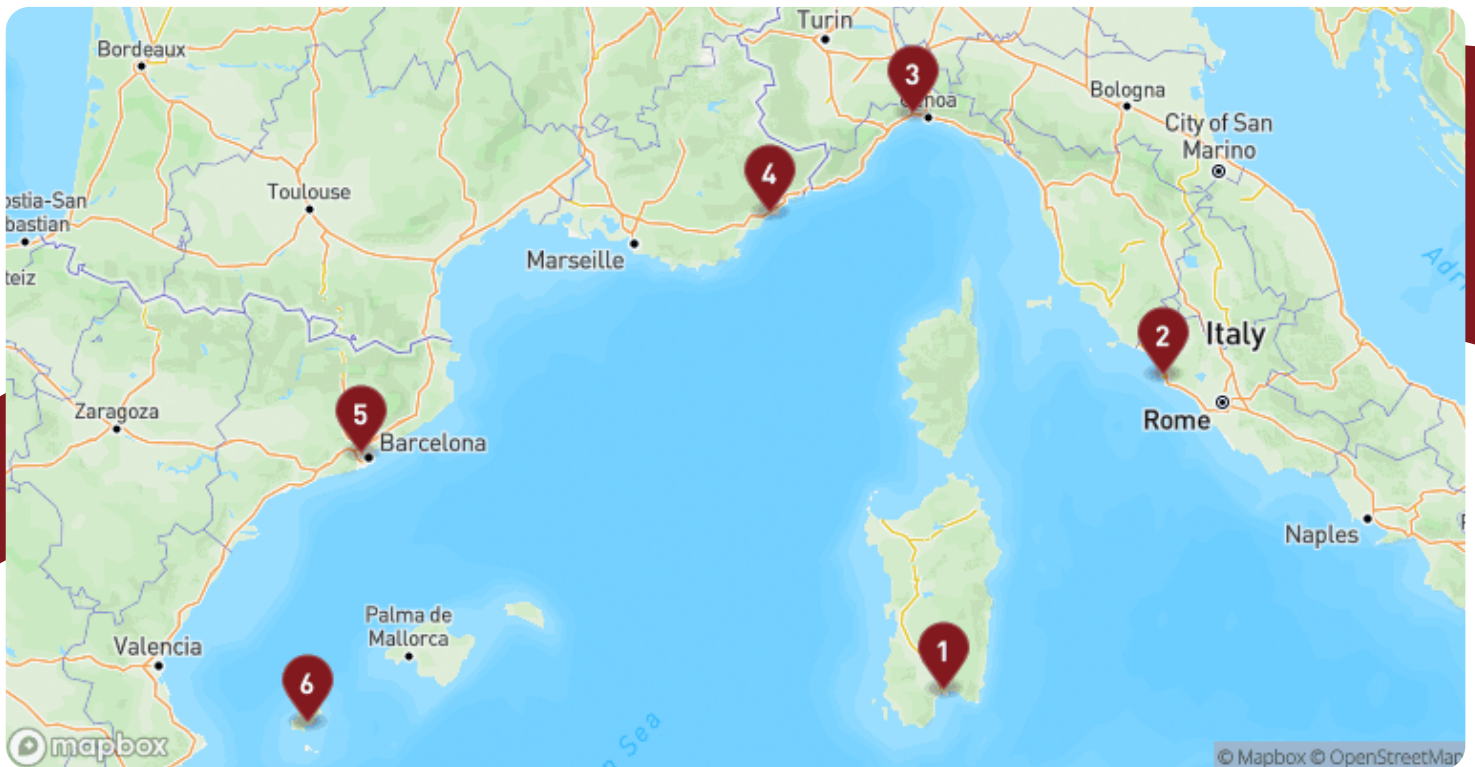 Turin
Bordeaux
3
Genoa
Bologna
City of San
Marino
4
Toulouse
ostia-San
bastian
Marseille
teiz
Adri
2
Italy
5
Zaragoza
Barcelona
Rome
Naples
Palma de
Mallorca
Valencia
1
6
Sea
mapbox
© Mapbox © OpenStreetMap